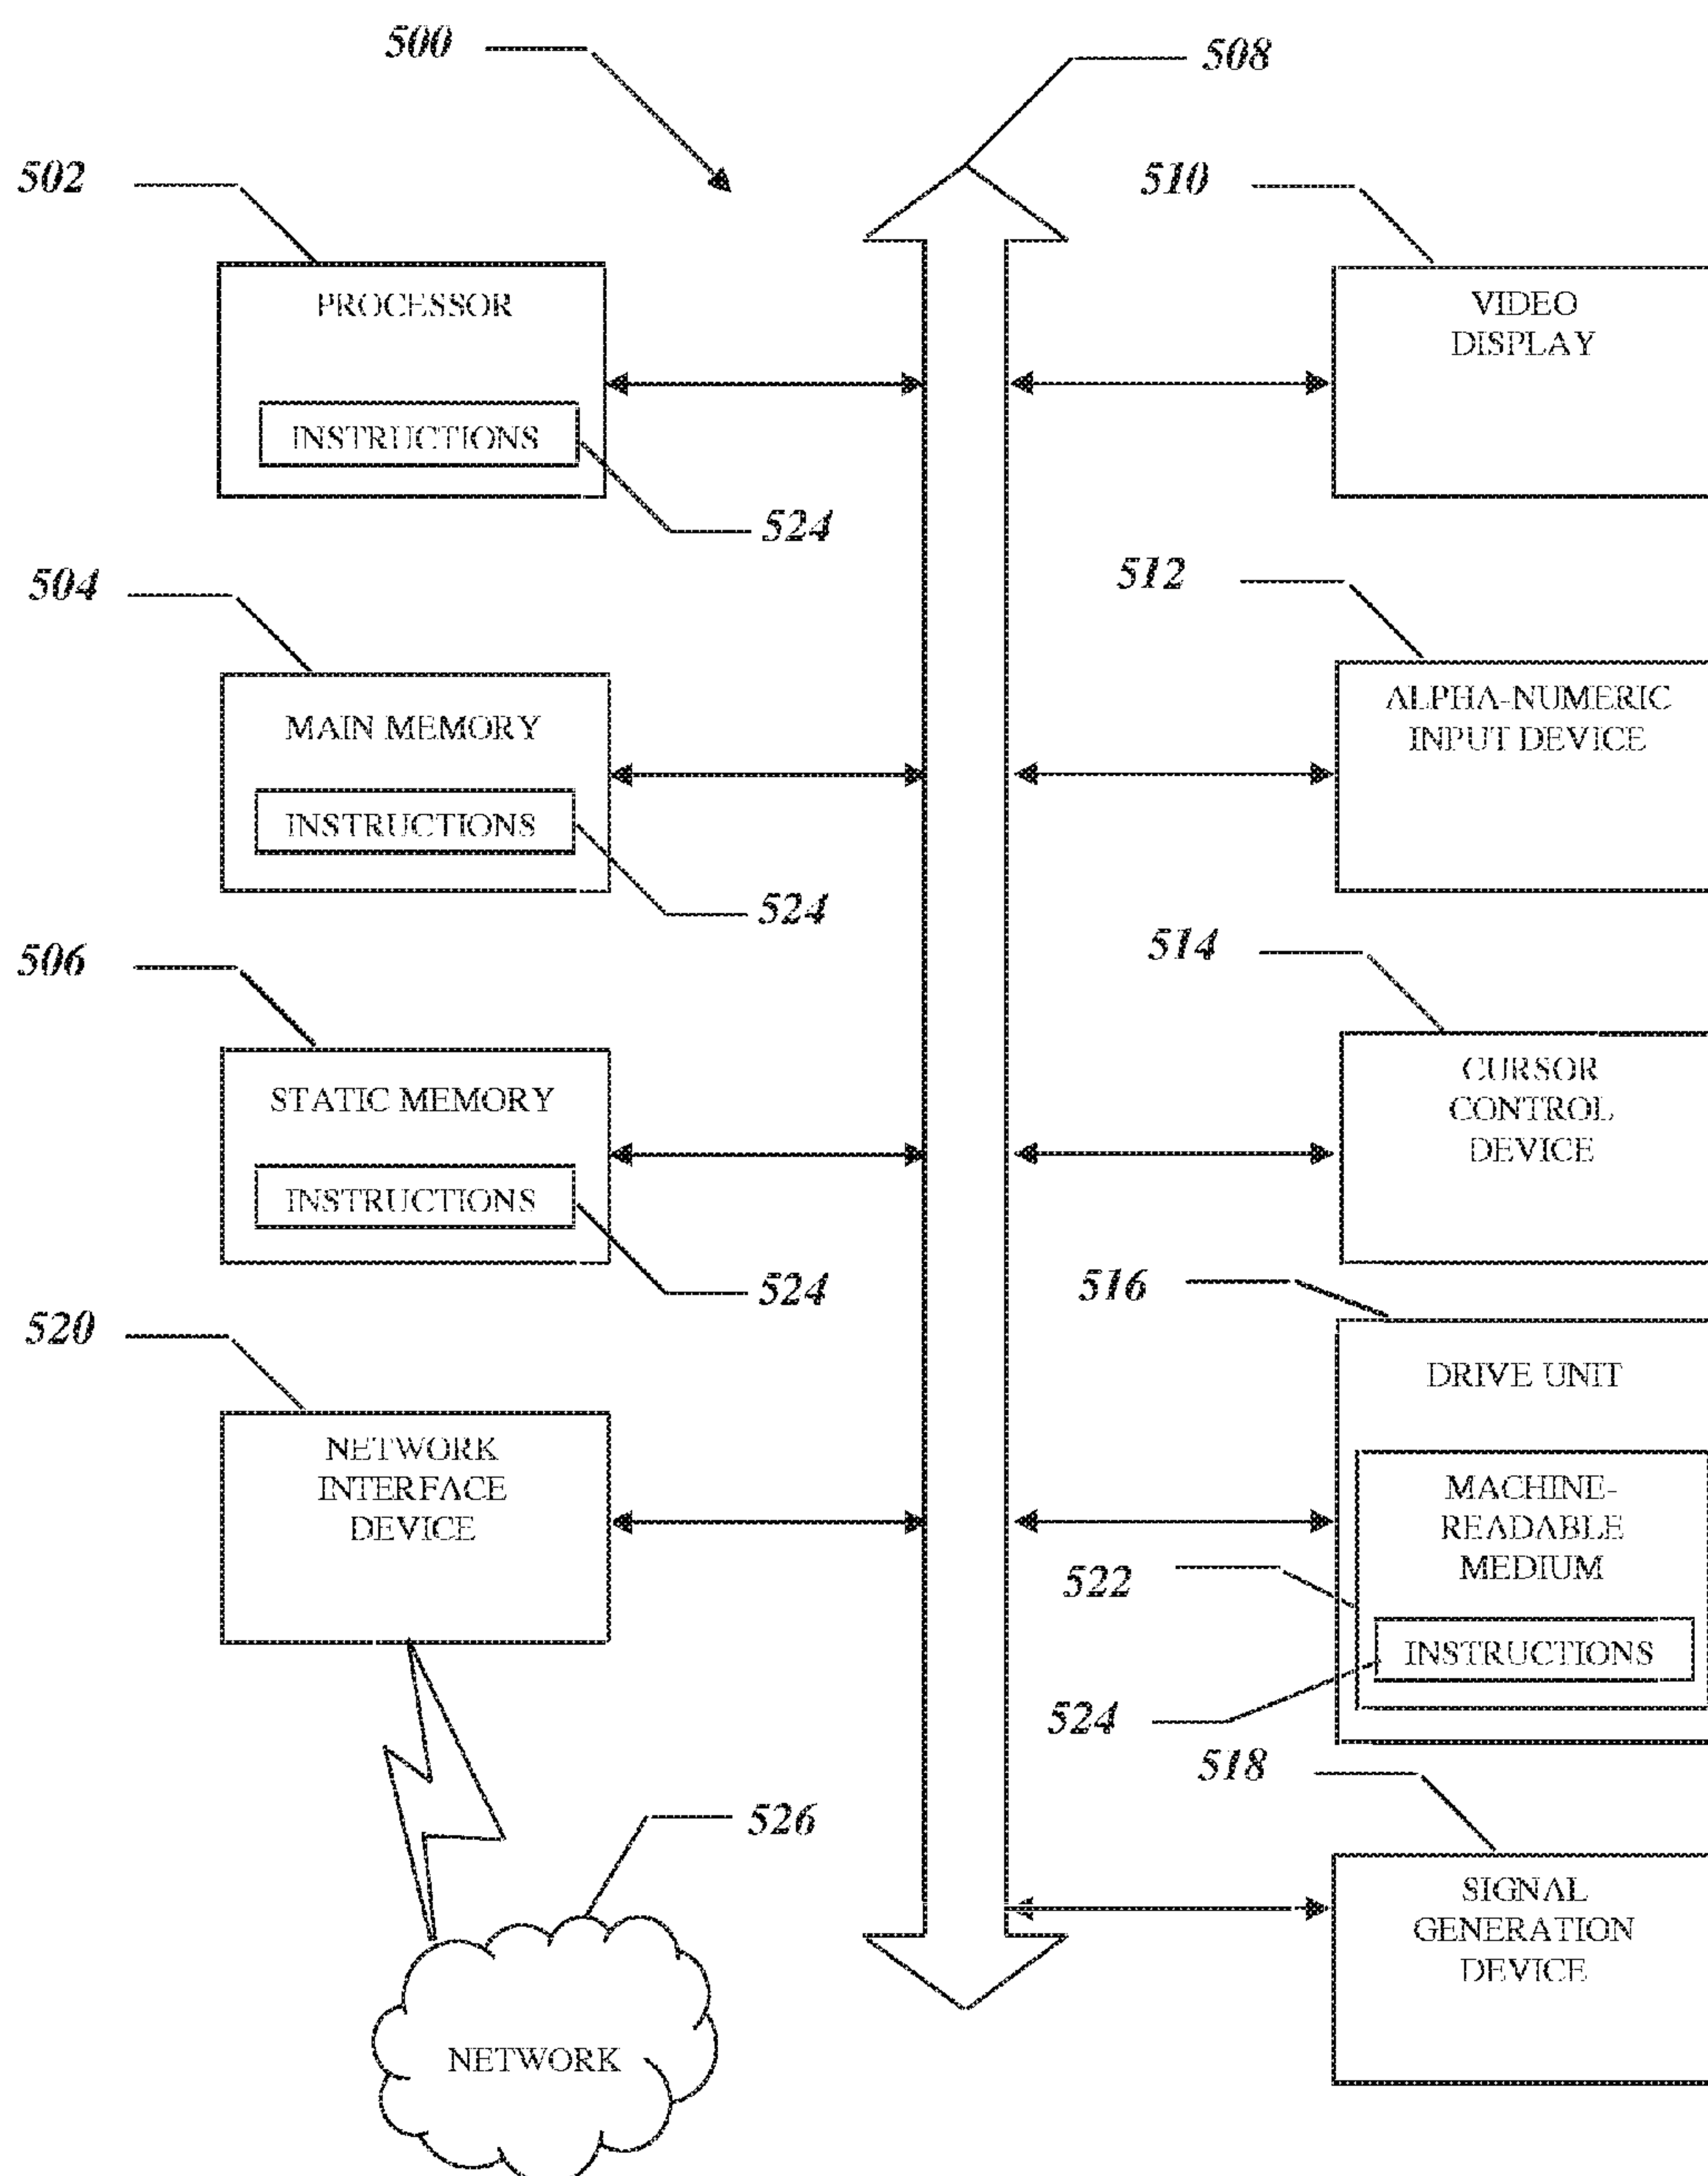 500
508
502
PROCESSOR
INSTRUCTIONS
524
510
VIDEO
DISPLAY
504
MAIN MEMORY
INSTRUCTIONS
524
512
ALPHA-NUMERIC
INPUT DEVICE
506
STATIC MEMORY
INSTRUCTIONS
524
514
CURSOR
CONTROL
DEVICE
520
NETWORK
INTERFACE
DEVICE
516
DRIVE UNIT
MACHINE-
READABLE
MEDIUM
522
INSTRUCTIONS
524
526
NETWORK
518
SIGNAL
GENERATION
DEVICE